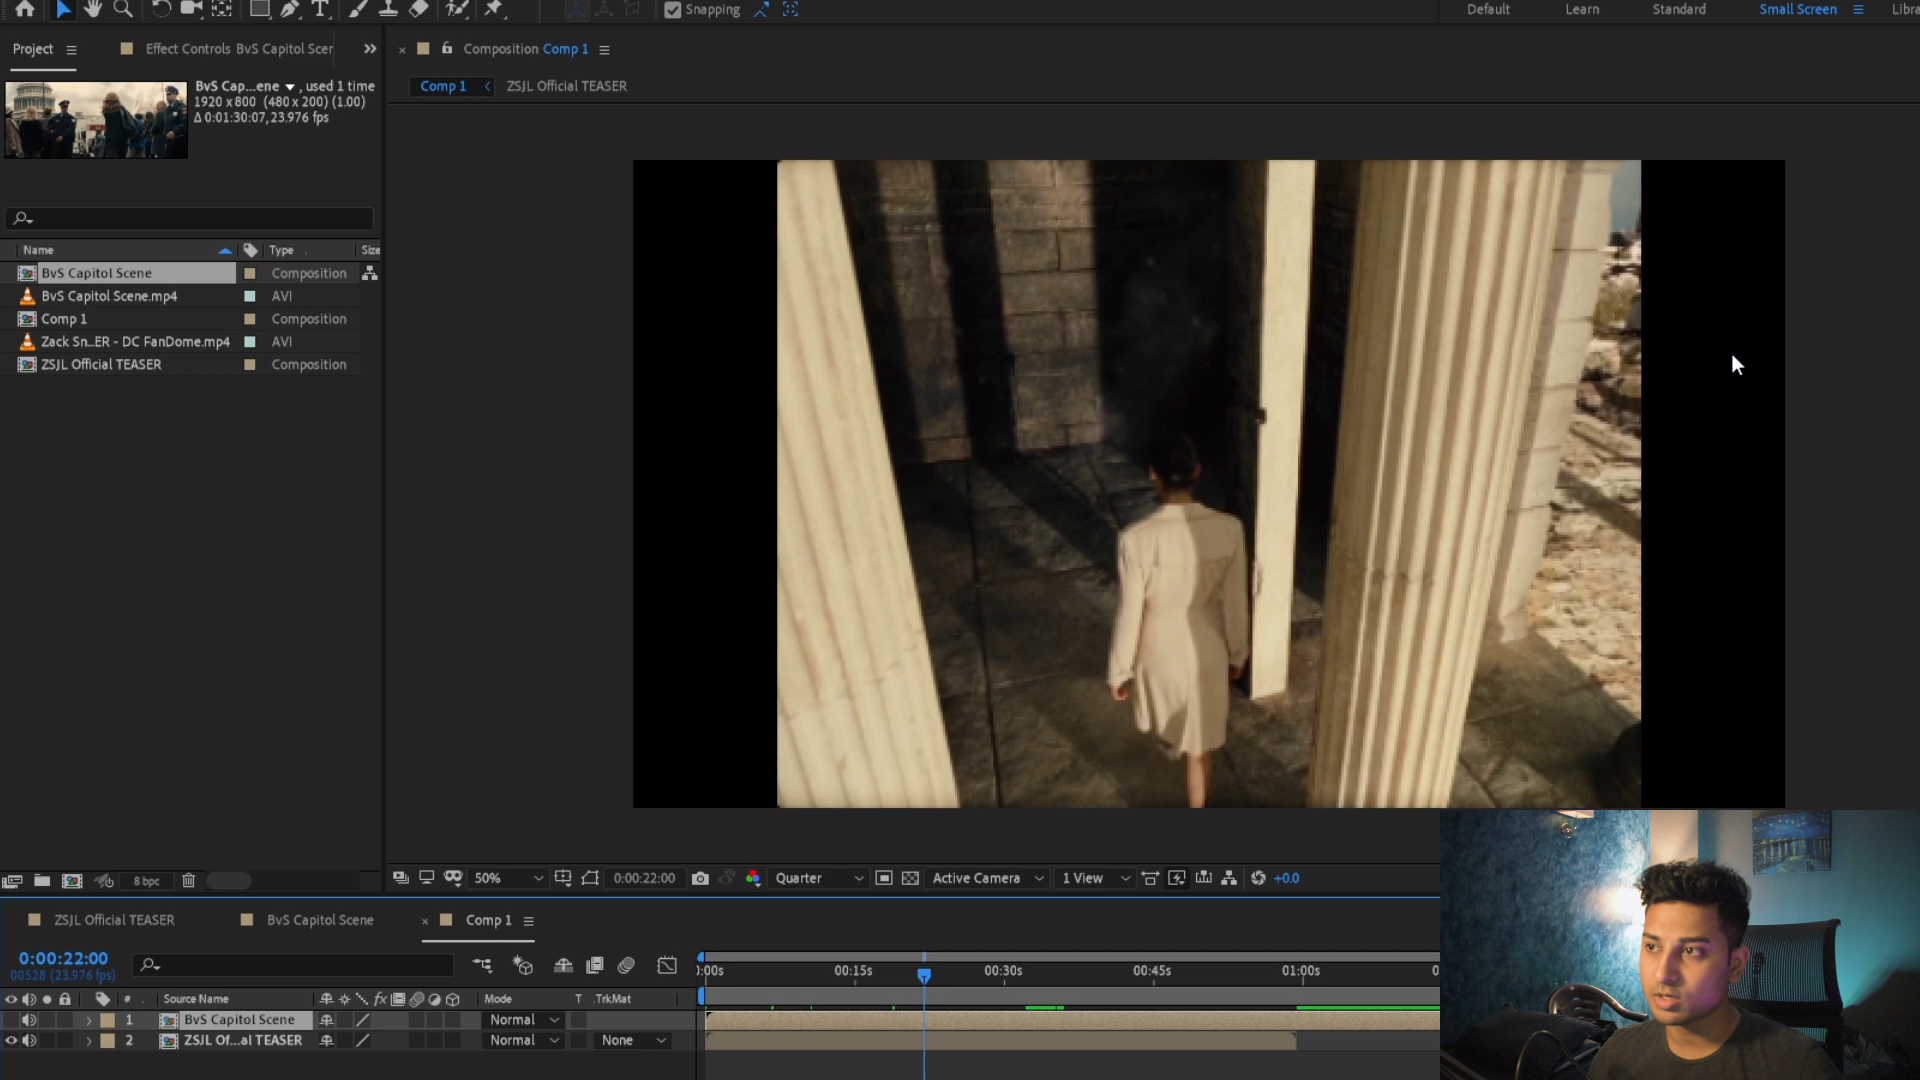 Snapping
Default
Learn
Standard
Small Screen
Libra
Project
Effect Controls BvS Capitol Scer
Composition Comp 1
Comp 1
ZSJL Official TEASER
BvS Cap...ene , used 1 time
1920 x 800 (480 x 200) (1.00)
Δ 0:01:30:07, 23.976 fps
Name
Type
Size
BvS Capitol Scene
Composition
BvS Capitol Scene.mp4
AVI
Comp 1
Composition
Zack Sn...ER - DC FanDome.mp4
AVI
ZSJL Official TEASER
Composition
8 bpc
50%
0:00:22:00
Quarter
Active Camera
1 View
+0.0
ZSJL Official TEASER
BvS Capitol Scene
Comp 1
0:00:22:00
00528 (23.976 fps)
:00s
00:15s
00:30s
00:45s
01:00s
0
#
Source Name
fx
Mode
T
.TrkMat
1
BvS Capitol Scene
Normal
2
ZSJL Of...al TEASER
Normal
None